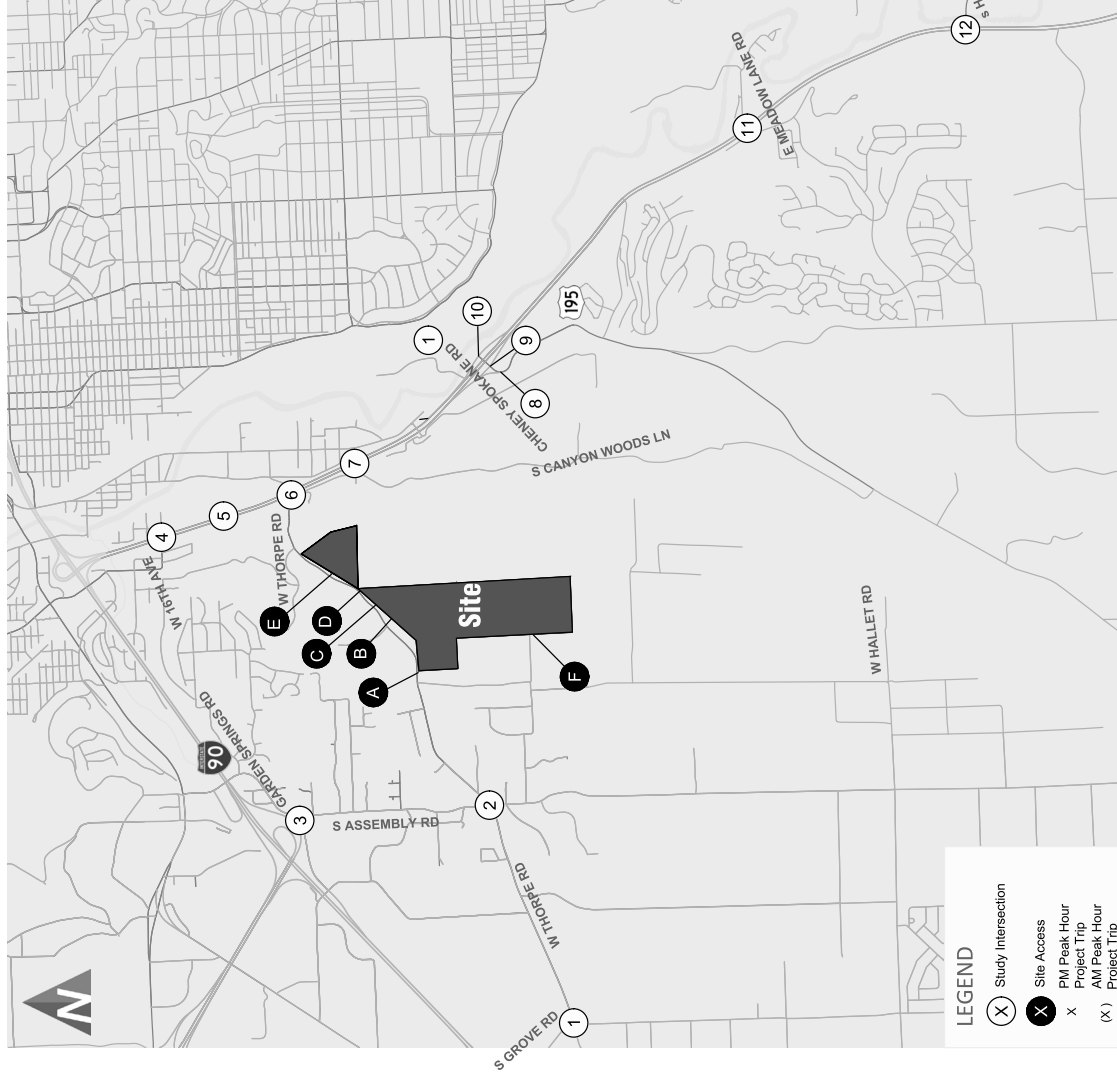 12
S H
E MEADOW LANE RD
11
195
10
1
9
CHENEY SPOKANE RD
8
S CANYON WOODS LN
7
6
5
4
W THORPE RD
W 16TH AVE
E
D
C
B
A
Site
F
W HALLET RD
GARDEN SPRINGS RD
90
3
S ASSEMBLY RD
2
W THORPE RD
1
S GROVE RD
N
LEGEND
X Study Intersection
X Site Access
X PM Peak Hour
Project Trip
(X) AM Peak Hour
Project Trip